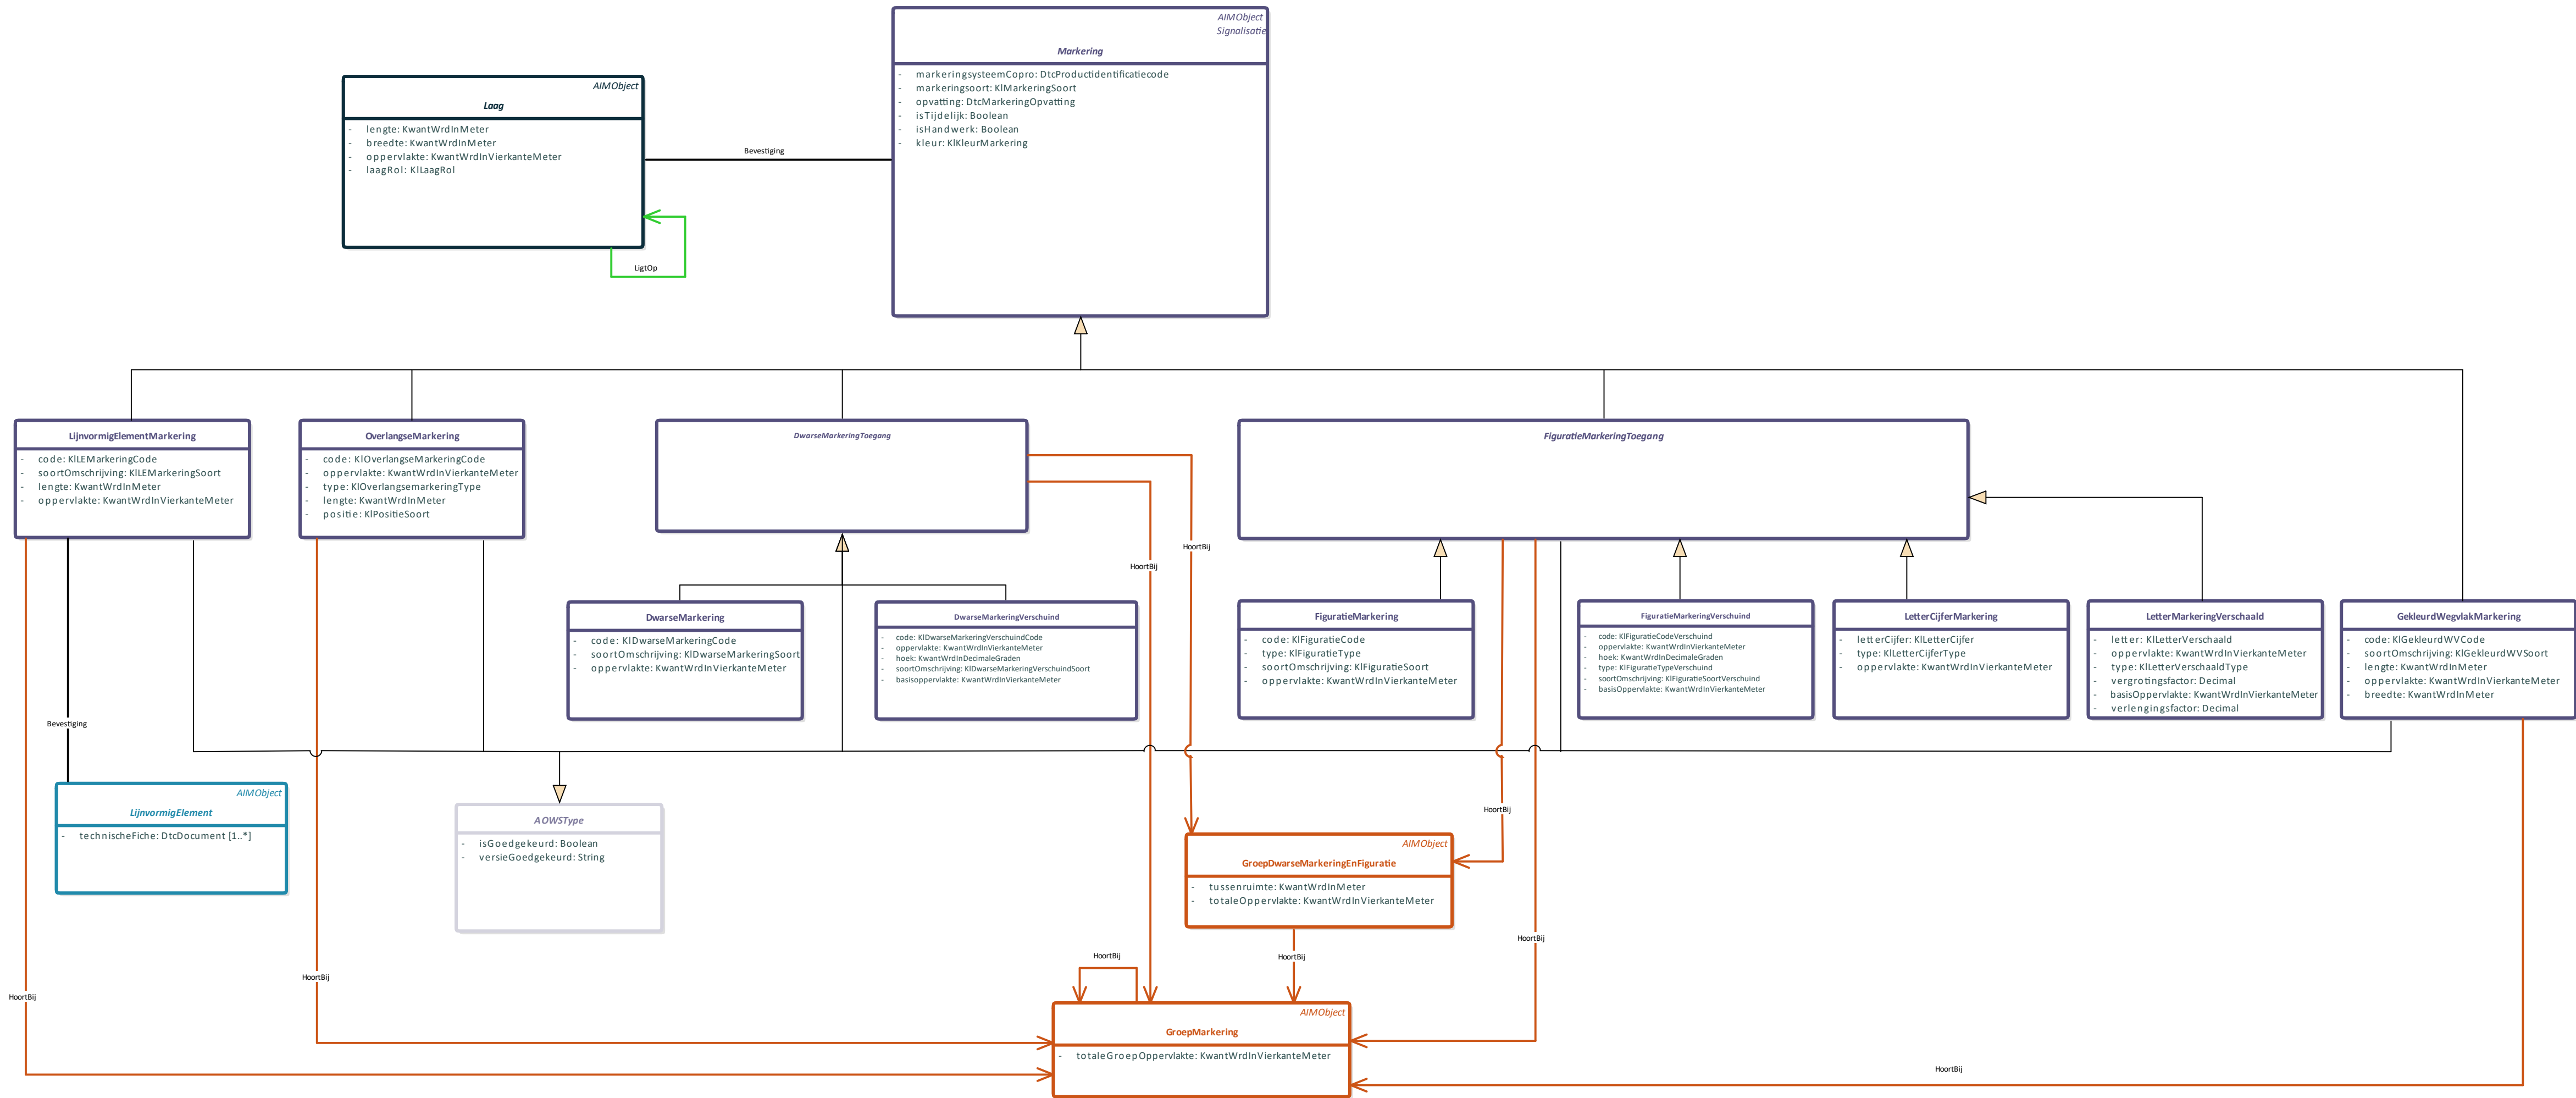 AIMObject
Signalisatie
Markering
- markeringsysteemCopro: DtcProductidentificatiecode
- markeringsoort: KlMarkeringSoort
- opvatting: DtcMarkeringOpvatting
- isTijdelijk: Boolean
- isHandwerk: Boolean
- kleur: KlKleurMarkering
AIMObject
Laag
- lengte: KwantWrdInMeter
- breedte: KwantWrdInMeter
- oppervlakte: KwantWrdInVierkanteMeter
- laagRol: KlLaagRol
Bevestiging
LigtOp
LijnvormigElementMarkering
- code: KlLEMarkeringCode
- soortOmschrijving: KlLEMarkeringSoort
- lengte: KwantWrdInMeter
- oppervlakte: KwantWrdInVierkanteMeter
OverlangseMarkering
- code: KlOverlangseMarkeringCode
- oppervlakte: KwantWrdInVierkanteMeter
- type: KlOverlangsemarkeringType
- lengte: KwantWrdInMeter
- positie: KlPositieSoort
DwarseMarkeringToegang
FiguratieMarkeringToegang
HoortBij
HoortBij
DwarseMarkering
- code: KlDwarseMarkeringCode
- soortOmschrijving: KlDwarseMarkeringSoort
- oppervlakte: KwantWrdInVierkanteMeter
DwarseMarkeringVerschuind
- code: KlDwarseMarkeringVerschuindCode
- oppervlakte: KwantWrdInVierkanteMeter
- hoek: KwantWrdInDecimaleGraden
- soortOmschrijving: KlDwarseMarkeringVerschuindSoort
- basisoppervlakte: KwantWrdInVierkanteMeter
FiguratieMarkering
- code: KlFiguratieCode
- type: KlFiguratieType
- soortOmschrijving: KlFiguratieSoort
- oppervlakte: KwantWrdInVierkanteMeter
FiguratieMarkeringVerschuind
- code: KlFiguratieCodeVerschuind
- oppervlakte: KwantWrdInVierkanteMeter
- hoek: KwantWrdInDecimaleGraden
- type: KlFiguratieTypeVerschuind
- soortOmschrijving: KlFiguratieSoortVerschuind
- basisOppervlakte: KwantWrdInVierkanteMeter
LetterCijferMarkering
- letterCijfer: KlLetterCijfer
- type: KlLetterCijferType
- oppervlakte: KwantWrdInVierkanteMeter
LetterMarkeringVerschaald
- letter: KlLetterVerschaald
- oppervlakte: KwantWrdInVierkanteMeter
- type: KlLetterVerschaaldType
- vergrotingsfactor: Decimal
- basisOppervlakte: KwantWrdInVierkanteMeter
- verlengingsfactor: Decimal
GekleurdWegvlakMarkering
- code: KlGekleurdWVCode
- soortOmschrijving: KlGekleurdWVSoort
- lengte: KwantWrdInMeter
- oppervlakte: KwantWrdInVierkanteMeter
- breedte: KwantWrdInMeter
Bevestiging
AIMObject
LijnvormigElement
- technischeFiche: DtcDocument [1..*]
AOWSType
- isGoedgekeurd: Boolean
- versieGoedgekeurd: String
HoortBij
AIMObject
GroepDwarseMarkeringEnFiguratie
- tussenruimte: KwantWrdInMeter
- totaleOppervlakte: KwantWrdInVierkanteMeter
HoortBij
HoortBij
HoortBij
HoortBij
HoortBij
AIMObject
GroepMarkering
- totaleGroepOppervlakte: KwantWrdInVierkanteMeter
HoortBij